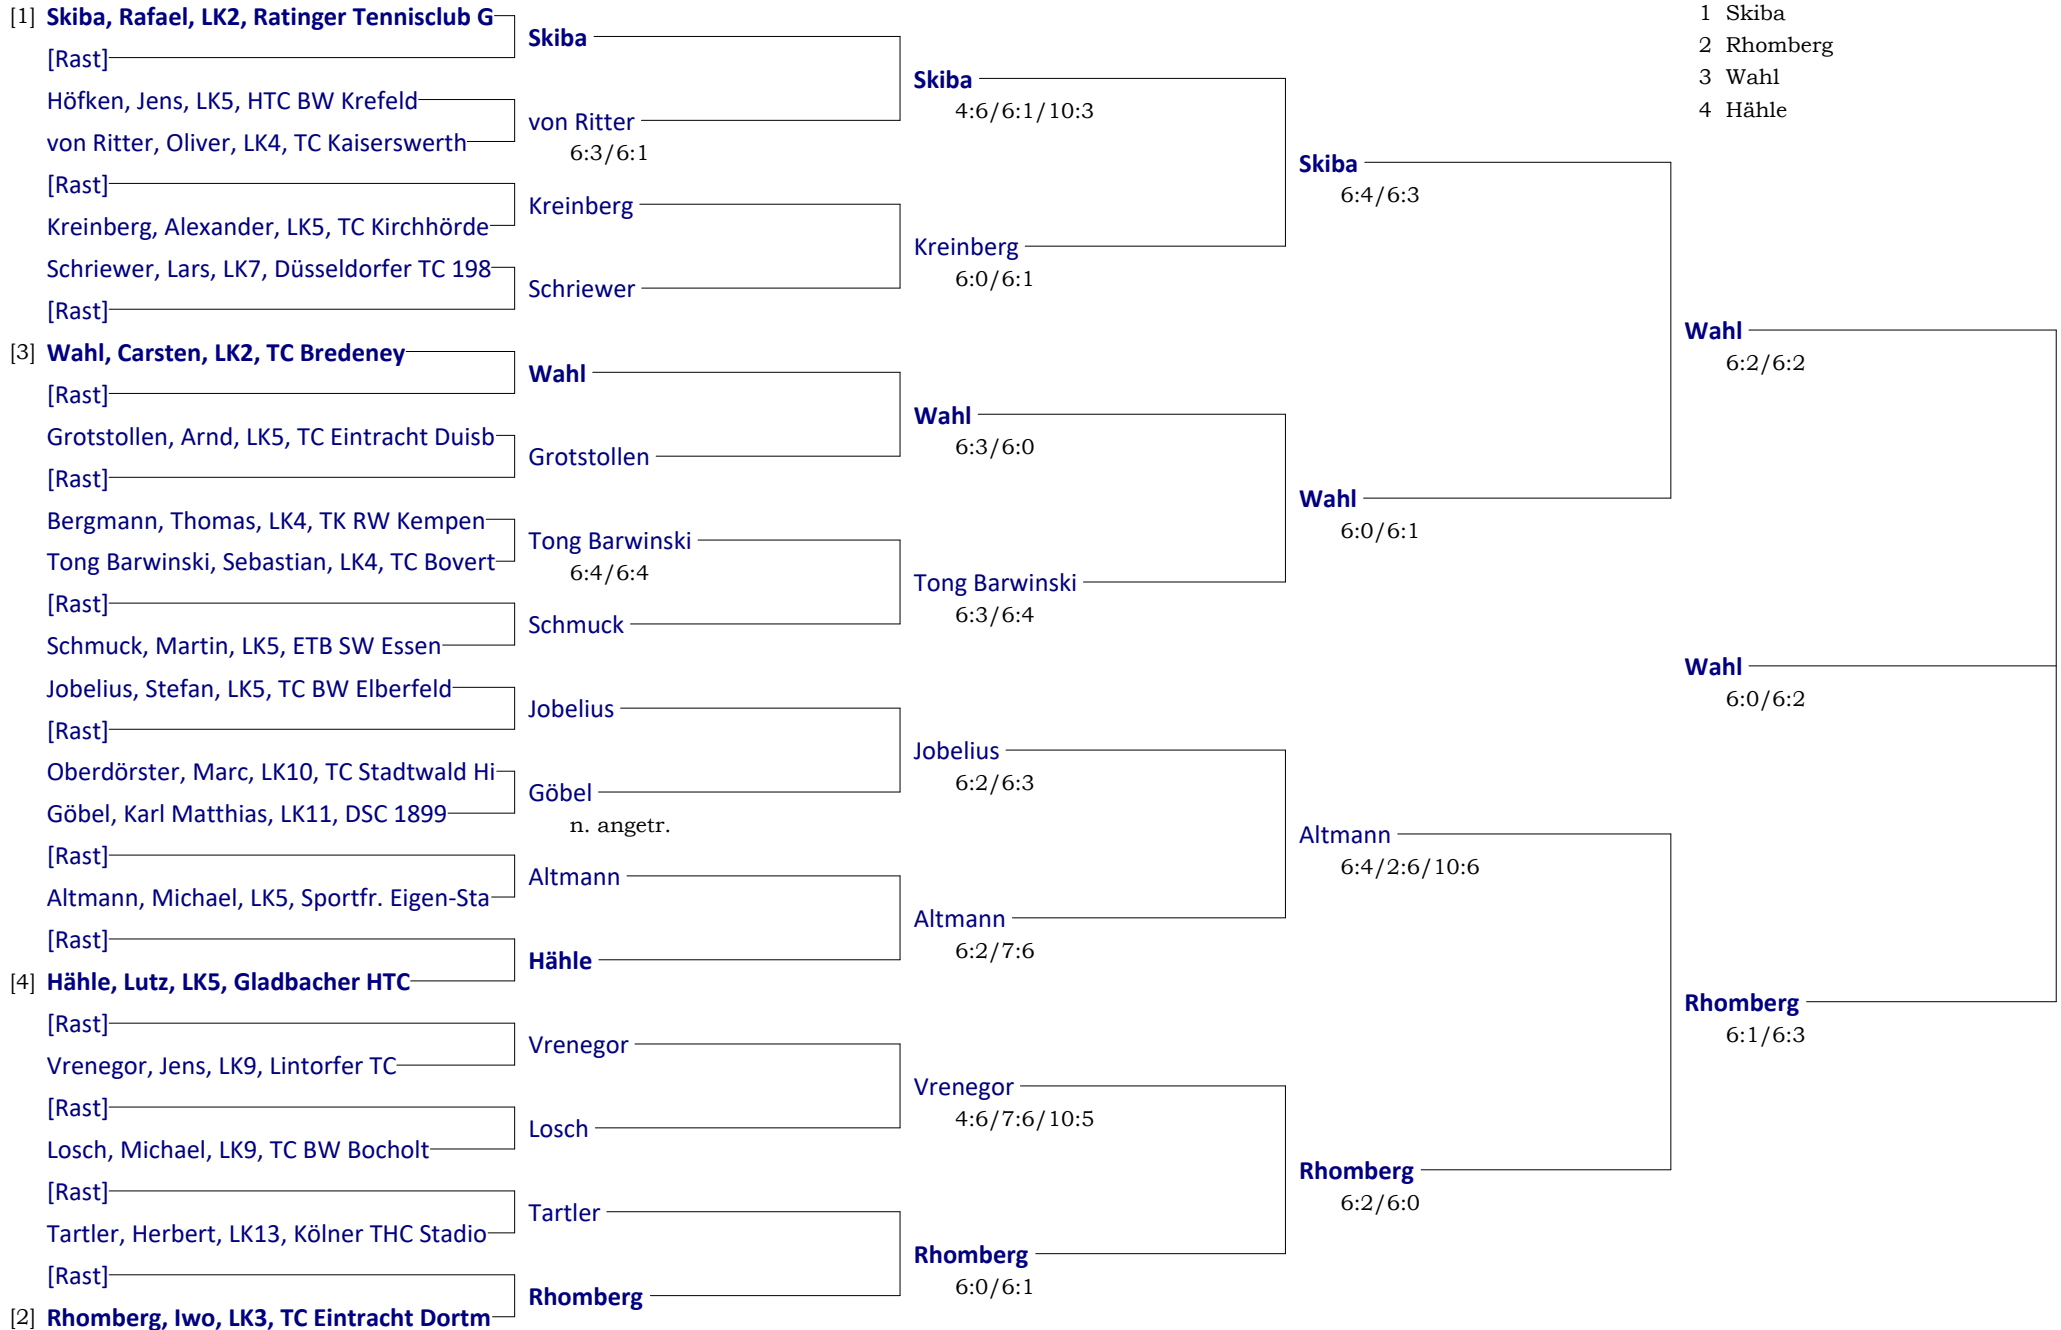 [1] Skiba, Rafael, LK2, Ratinger Tennisclub G
[Rast]
Höfken, Jens, LK5, HTC BW Krefeld
von Ritter, Oliver, LK4, TC Kaiserswerth
[Rast]
Kreinberg, Alexander, LK5, TC Kirchhörde
Schriewer, Lars, LK7, Düsseldorfer TC 198
[Rast]
[3] Wahl, Carsten, LK2, TC Bredeney
[Rast]
Grotstollen, Arnd, LK5, TC Eintracht Duisb
[Rast]
Bergmann, Thomas, LK4, TK RW Kempen
Tong Barwinski, Sebastian, LK4, TC Bovert
[Rast]
Schmuck, Martin, LK5, ETB SW Essen
Jobelius, Stefan, LK5, TC BW Elberfeld
[Rast]
Oberdörster, Marc, LK10, TC Stadtwald Hi
Göbel, Karl Matthias, LK11, DSC 1899
[Rast]
Altmann, Michael, LK5, Sportfr. Eigen-Sta
[Rast]
[4] Hähle, Lutz, LK5, Gladbacher HTC
[Rast]
Vrenegor, Jens, LK9, Lintorfer TC
[Rast]
Losch, Michael, LK9, TC BW Bocholt
[Rast]
Tartler, Herbert, LK13, Kölner THC Stadio
[Rast]
[2] Rhomberg, Iwo, LK3, TC Eintracht Dortm
Skiba
von Ritter
6:3/6:1
Kreinberg
Schriewer
Wahl
Grotstollen
Tong Barwinski
6:4/6:4
Schmuck
Jobelius
Göbel
n. angetr.
Altmann
Hähle
Vrenegor
Losch
Tartler
Rhomberg
Skiba
4:6/6:1/10:3
Kreinberg
6:0/6:1
Wahl
6:3/6:0
Tong Barwinski
6:3/6:4
Jobelius
6:2/6:3
Altmann
6:2/7:6
Vrenegor
4:6/7:6/10:5
Rhomberg
6:0/6:1
Skiba
6:4/6:3
Wahl
6:0/6:1
Altmann
6:4/2:6/10:6
Rhomberg
6:2/6:0
1 Skiba
2 Rhomberg
3 Wahl
4 Hähle
Wahl
6:2/6:2
Wahl
6:0/6:2
Rhomberg
6:1/6:3